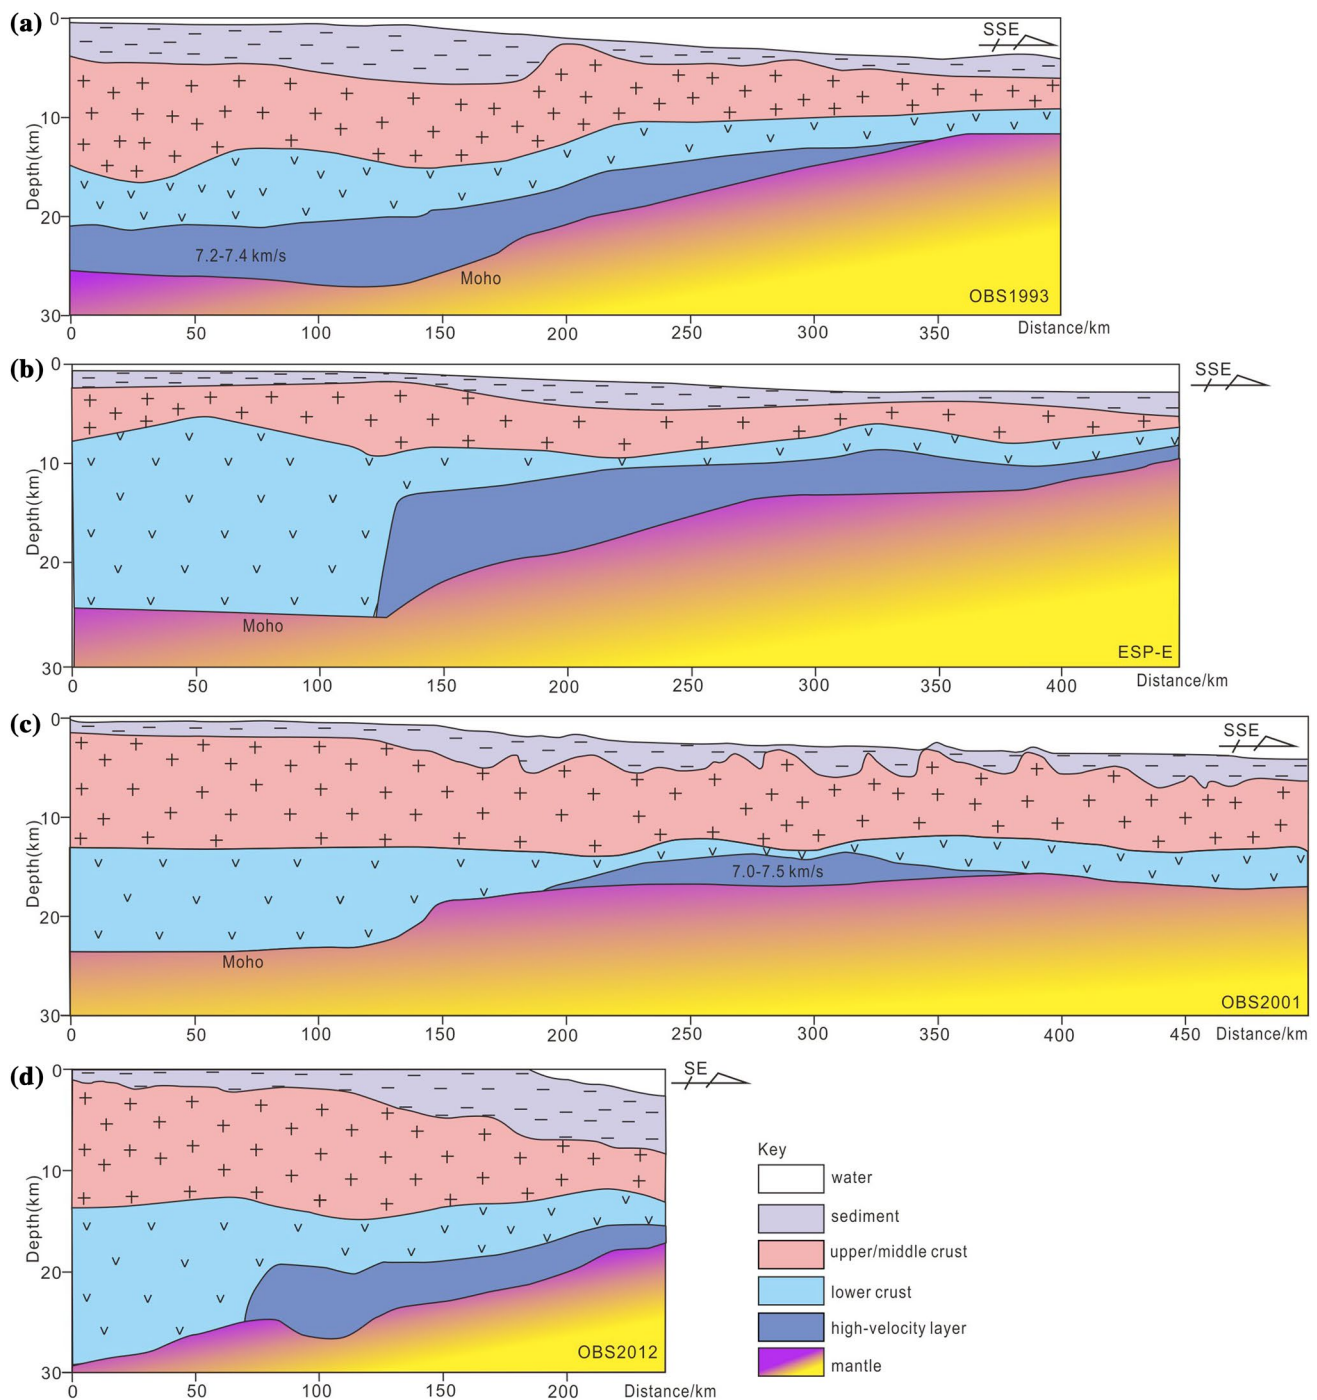 (a)
0
10
20
30
Depth(km)
SSE
7.2-7.4 km/s
Moho
OBS1993
0 50 100 150 200 250 300 350 Distance/km
(b)
0
10
20
30
Depth(km)
SSE
Moho
ESP-E
0 50 100 150 200 250 300 350 400 Distance/km
(c)
0
10
20
30
Depth(km)
SSE
7.0-7.5 km/s
Moho
OBS2001
0 50 100 150 200 250 300 350 400 450 Distance/km
(d)
0
10
20
30
Depth(km)
SE
OBS2012
0 50 100 150 200 Distance/km
Key
water
sediment
upper/middle crust
lower crust
high-velocity layer
mantle